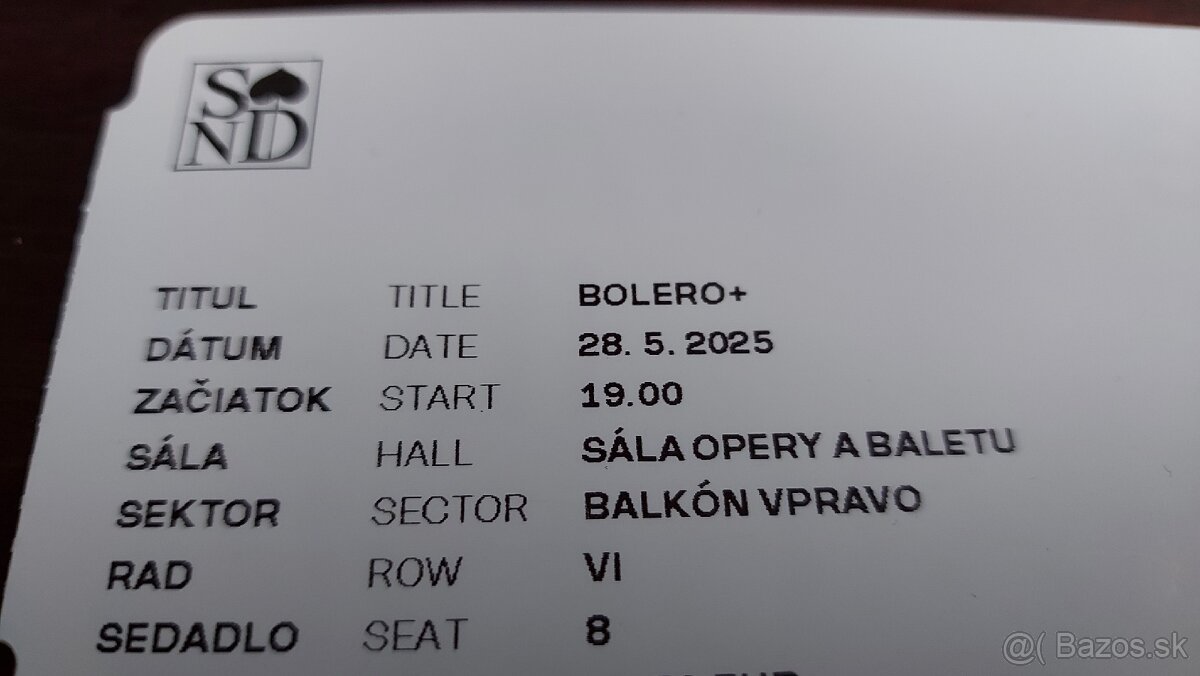 S ND
TITUL TITLE BOLERO+
DÁTUM DATE 28. 5. 2025
ZAČIATOK START 19.00
SÁLA HALL SÁLA OPERY A BALETU
SEKTOR SECTOR BALKÓN VPRAVO
RAD ROW VI
SEDADLO SEAT 8
@( Bazos.sk